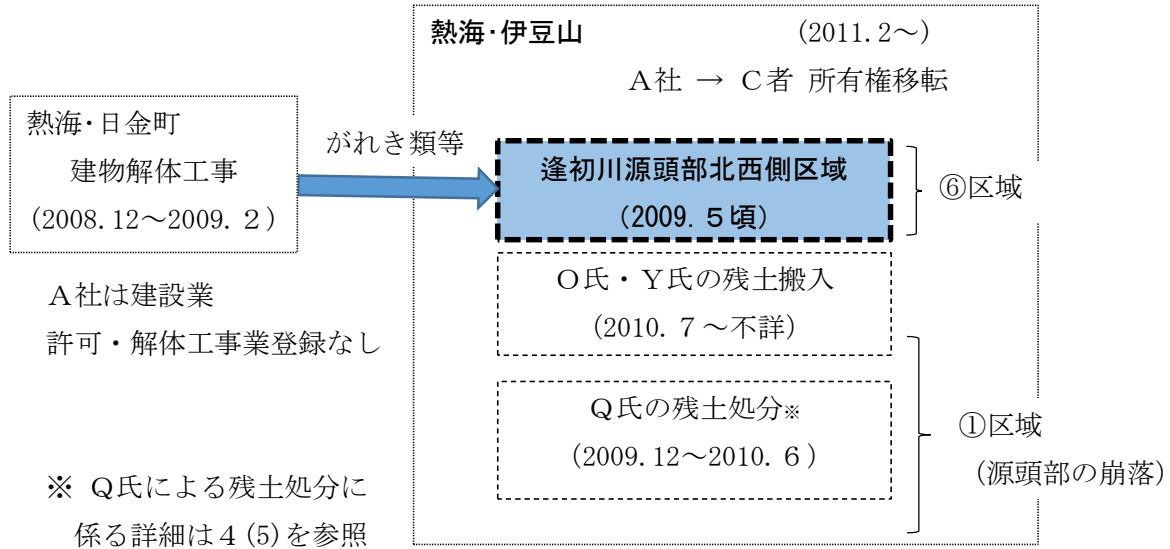 熱海・伊豆山 (2011.2～)
A社 → C者 所有権移転
熱海・日金町
建物解体工事
(2008.12～2009.2)
がれき類等
逢初川源頭部北西側区域
(2009.5頃)
⑥区域
A社は建設業
許可・解体工事業登録なし
O氏・Y氏の残土搬入
(2010.7～不詳)
Q氏の残土処分※
(2009.12～2010.6)
①区域
(源頭部の崩落)
※ Q氏による残土処分に
係る詳細は4(5)を参照